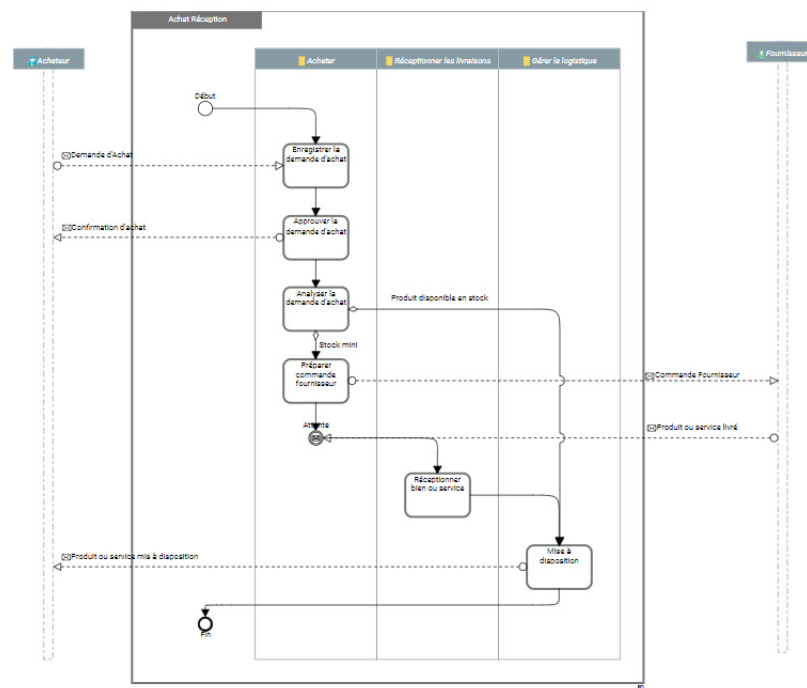 Achat Réception
Acheteur
Acheter
Réceptionner les livraisons
Gérer la logistique
Fournisseur
Début
Enregistrer la
demande d'achat
Demande d'Achat
Approuver la
demande d'achat
Confirmation d'achat
Analyser la
demande d'achat
Produit disponible en stock
Stock mini
Préparer
commande
fournisseur
Commande Fournisseur
Attente
Produit ou service livré
Réceptionner
bien ou service
Mise à
disposition
Produit ou service mis à disposition
Fin